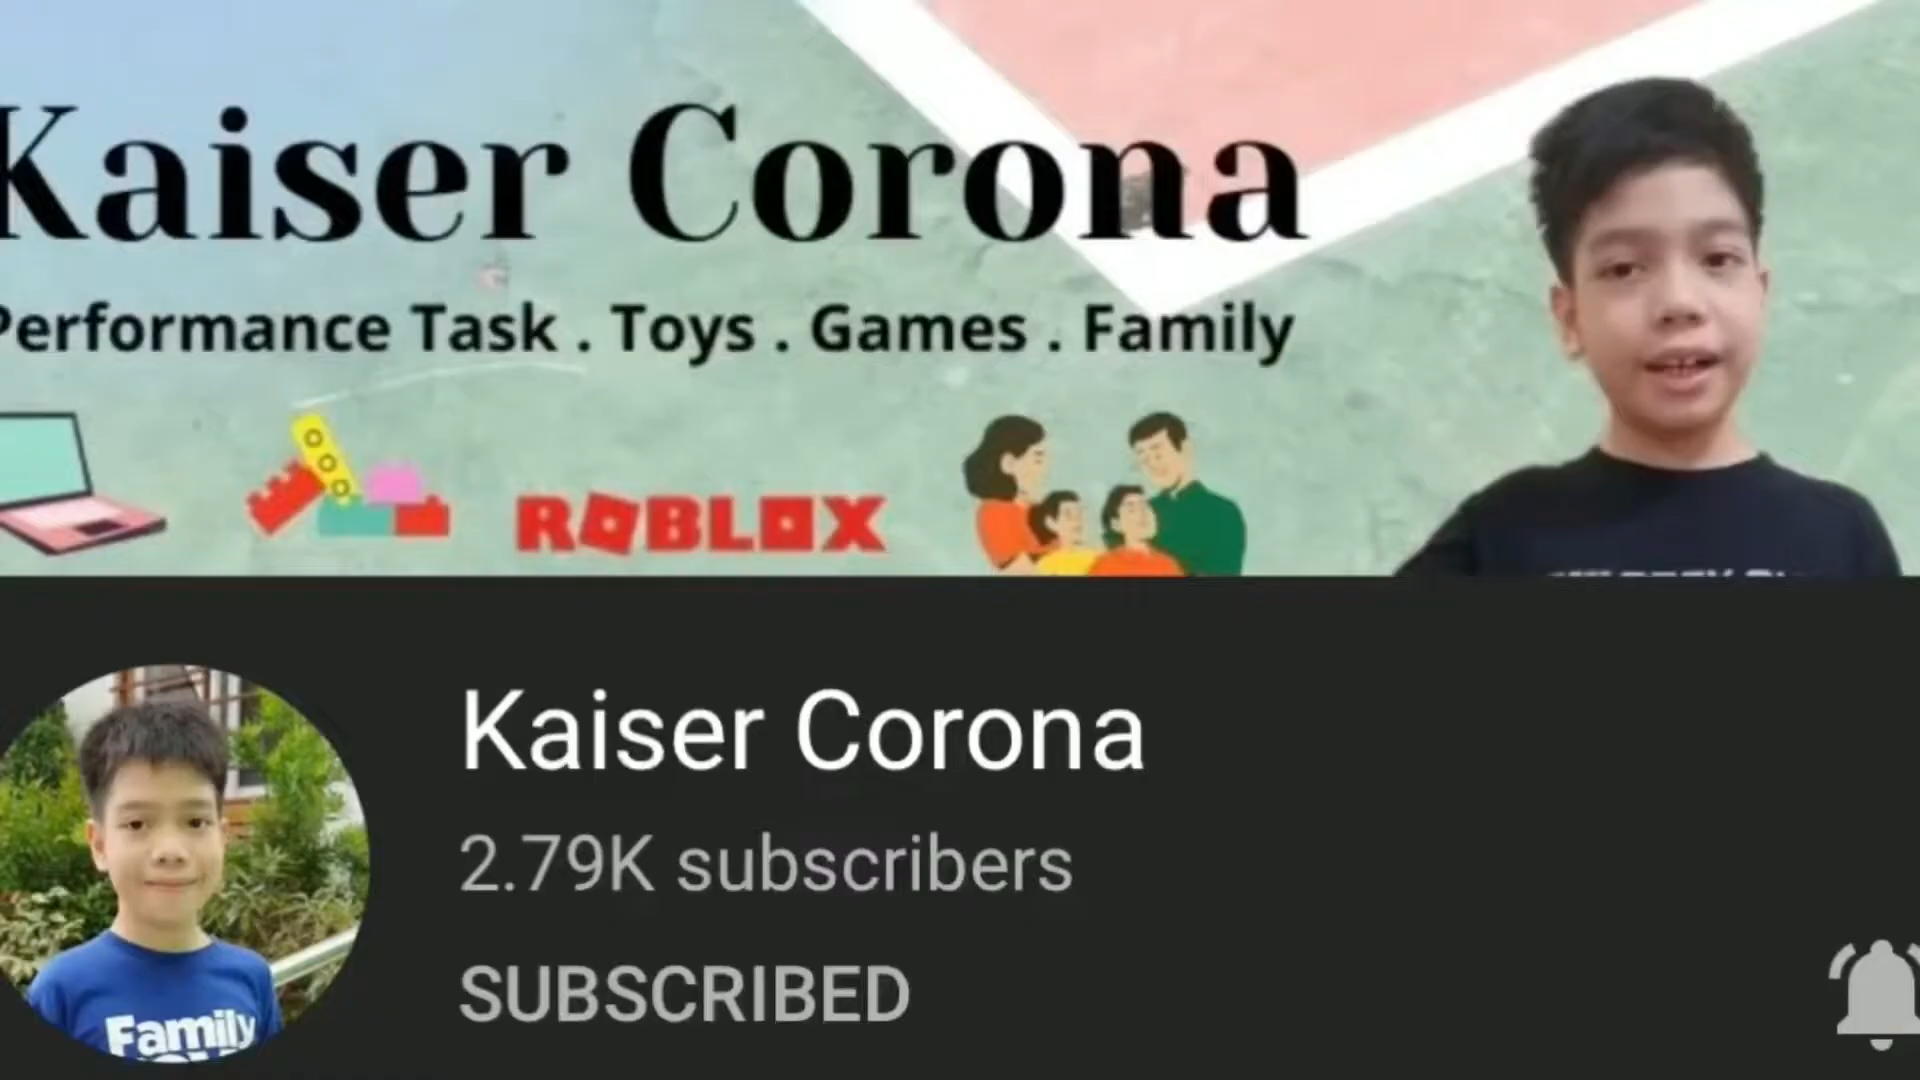 Kaiser Corona
Performance Task . Toys . Games . Family
ROBLOX
Kaiser Corona
2.79K subscribers
SUBSCRIBED
Family